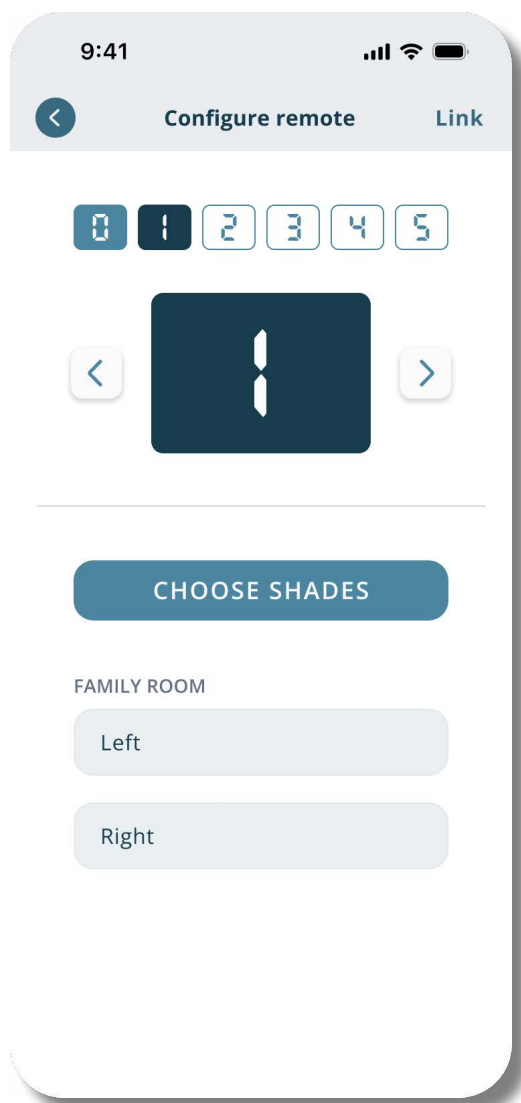 9:41
Configure remote Link
0 1 2 3 4 5
1
CHOOSE SHADES
FAMILY ROOM
Left
Right